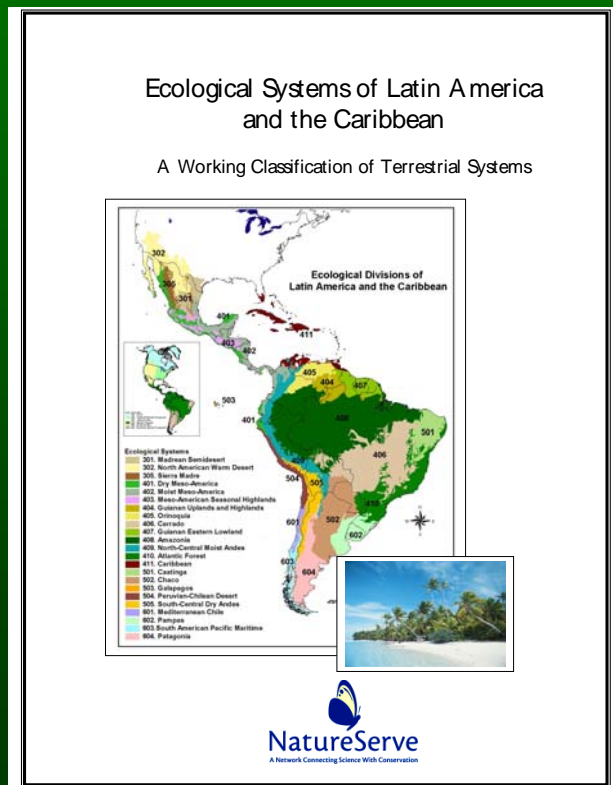 Ecological Systems of Latin America
and the Caribbean
A Working Classification of Terrestrial Systems
Ecological Divisions of
Latin America and the Caribbean
302
305
301
401
411
403
402
503
405
404
407
401
408
501
406
504
505
410
502
601
602
603
604
Ecological Systems
301. Madrean Semidesert
302. North American Warm Desert
305. Sierra Madre
401. Dry Meso-America
402. Moist Meso-America
403. Meso-American Seasonal Highlands
404. Guianan Uplands and Highlands
405. Orinoquia
406. Cerrado
407. Guianan Eastern Lowland
408. Amazonia
409. North-Central Moist Andes
410. Atlantic Forest
411. Caribbean
501. Caatinga
502. Chaco
503. Galapagos
504. Peruvian-Chilean Desert
505. South-Central Dry Andes
601. Mediterranean Chile
602. Pampas
603. South American Pacific Maritime
604. Patagonia
NatureServe
A Network Connecting Science With Conservation